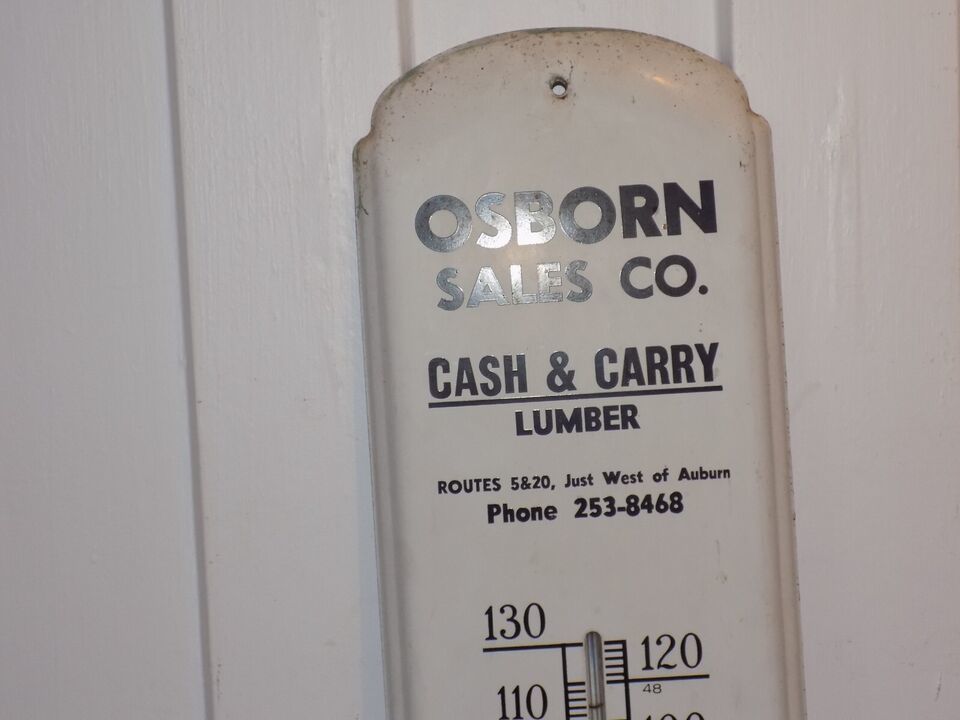 OSBORN
SALES CO.
CASH & CARRY
LUMBER
ROUTES 5&20, Just West of Auburn
Phone 253-8468
130
120
48
110
100